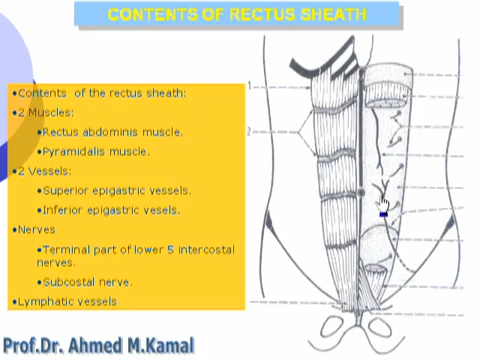 CONTENTS OF RECTUS SHEATH
•Contents of the rectus sheath:
•2 Muscles:
•Rectus abdominis muscle.
•Pyramidalis muscle.
•2 Vessels:
•Superior epigastric vessels.
•Inferior epigastric vesels.
•Nerves
•Terminal part of lower 5 intercostal
nerves.
•Subcostal nerve.
•Lymphatic vessels
1
2
Prof.Dr. Ahmed M.Kamal